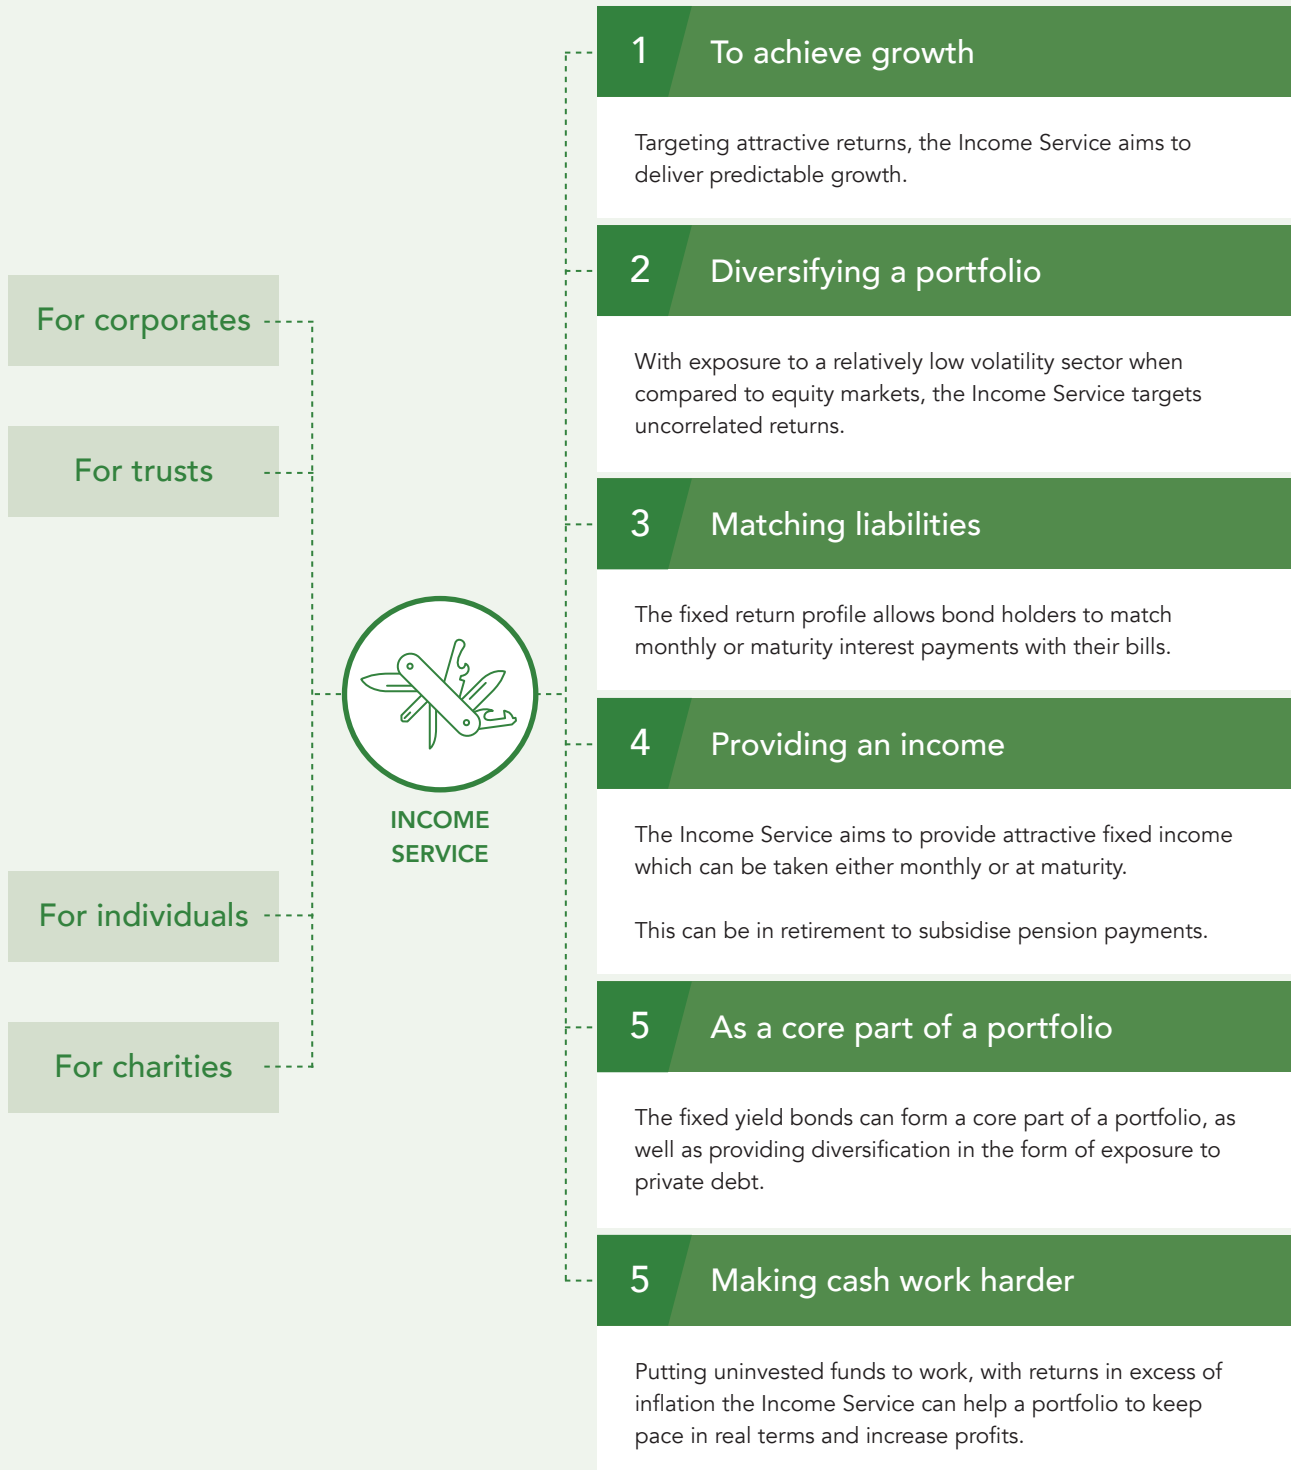 For corporates
For trusts
For individuals
For charities
INCOME
SERVICE
1 To achieve growth
Targeting attractive returns, the Income Service aims to
deliver predictable growth.
2 Diversifying a portfolio
With exposure to a relatively low volatility sector when
compared to equity markets, the Income Service targets
uncorrelated returns.
3 Matching liabilities
The fixed return profile allows bond holders to match
monthly or maturity interest payments with their bills.
4 Providing an income
The Income Service aims to provide attractive fixed income
which can be taken either monthly or at maturity.
This can be in retirement to subsidise pension payments.
5 As a core part of a portfolio
The fixed yield bonds can form a core part of a portfolio, as
well as providing diversification in the form of exposure to
private debt.
5 Making cash work harder
Putting uninvested funds to work, with returns in excess of
inflation the Income Service can help a portfolio to keep
pace in real terms and increase profits.